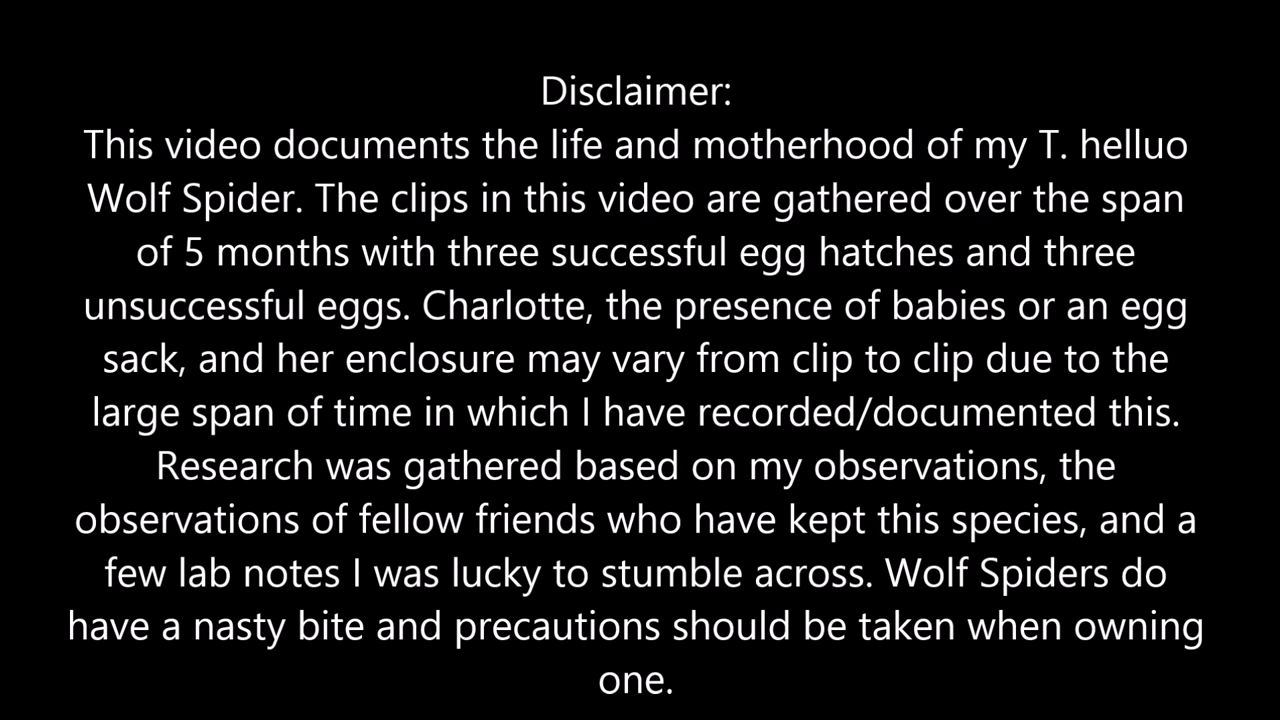 Disclaimer:
This video documents the life and motherhood of my T. helluo
Wolf Spider. The clips in this video are gathered over the span
of 5 months with three successful egg hatches and three
unsuccessful eggs. Charlotte, the presence of babies or an egg
sack, and her enclosure may vary from clip to clip due to the
large span of time in which I have recorded/documented this.
Research was gathered based on my observations, the
observations of fellow friends who have kept this species, and a
few lab notes I was lucky to stumble across. Wolf Spiders do
have a nasty bite and precautions should be taken when owning
one.